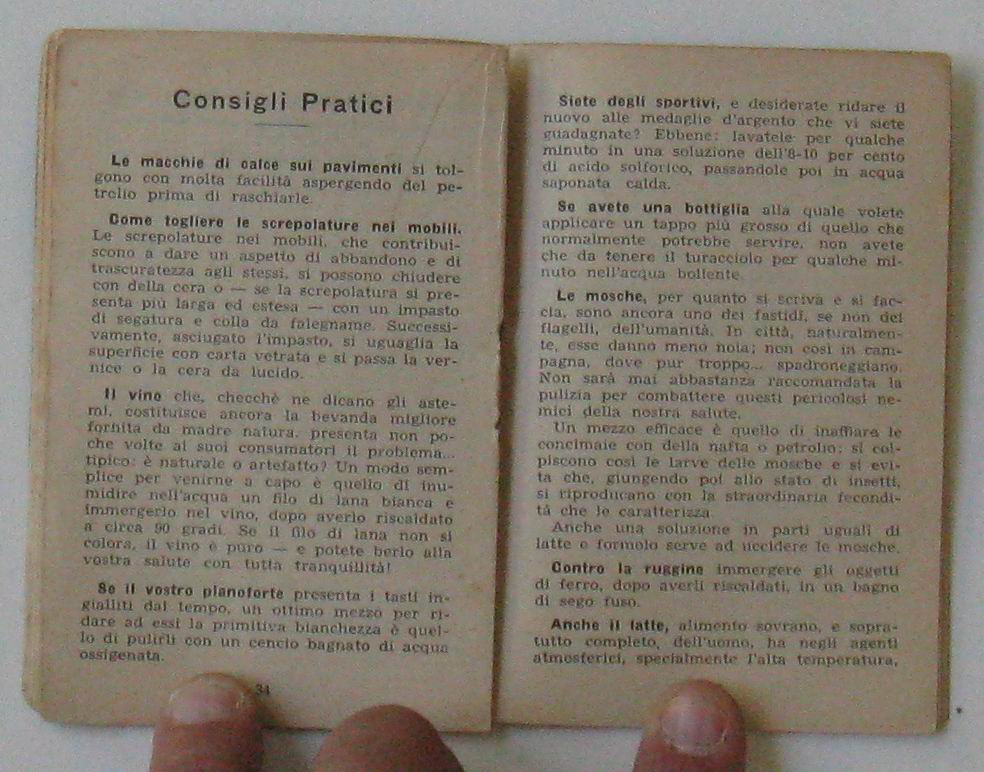 Consigli Pratici
Le macchie di calce sui pavimenti si tol-
gono con molta facilità aspergendo del pe-
trolio prima di raschiarle.
Come togliere le screpolature nei mobili.
Le screpolature nei mobili, che contribui-
scono a dare un aspetto di abbandono e di
trascuratezza agli stessi, si possono chiudere
con della cera o — se la screpolatura si pre-
senta più larga ed estesa — con un impasto
di segatura e colla da falegname. Successi-
vamente, asciugato l'impasto, si uguaglia la
superficie con carta vetrata e si passa la ver-
nice o la cera da lucido.
Il vino che, checchè ne dicano gli aste-
mi, costituisce ancora la bevanda migliore
fornita da madre natura, presenta non po-
che volte ai suoi consumatori il problema...
tipico: è naturale o artefatto? Un modo sem-
plice per venirne a capo è quello di inu-
midire nell'acqua un filo di lana bianca e
immergerlo nel vino, dopo averlo riscaldato
a circa 90 gradi. Se il filo di lana non si
colora, il vino è puro — e potete berlo alla
vostra salute con tutta tranquillità!
Se il vostro pianoforte presenta i tasti in-
gialliti dal tempo, un ottimo mezzo per ri-
dare ad essi la primitiva bianchezza è quel-
lo di pulirli con un cencio bagnato di acqua
ossigenata.
34
Siete degli sportivi, e desiderate ridare il
nuovo alle medaglie d'argento che vi siete
guadagnate? Ebbene: lavatele per qualche
minuto in una soluzione dell'8-10 per cento
di acido solforico, passandole poi in acqua
saponata calda.
Se avete una bottiglia alla quale volete
applicare un tappo più grosso di quello che
normalmente potrebbe servire, non avete
che da tenere il turacciolo per qualche mi-
nuto nell'acqua bollente.
Le mosche, per quanto si scriva e si fac-
cia, sono ancora uno dei fastidi, se non dei
flagelli, dell'umanità. In città, naturalmen-
te, esse danno meno noia; non così in cam-
pagna, dove pur troppo... spadroneggiano.
Non sarà mai abbastanza raccomandata la
pulizia per combattere questi pericolosi ne-
mici della nostra salute.
Un mezzo efficace è quello di inaffiare le
concimaie con della nafta o petrolio: si col-
piscono così le larve delle mosche e si evi-
ta che, giungendo poi allo stato di insetti,
si riproducano con la straordinaria fecondi-
tà che le caratterizza.
Anche una soluzione in parti uguali di
latte e formolo serve ad uccidere le mosche.
Contro la ruggine immergere gli oggetti
di ferro, dopo averli riscaldati, in un bagno
di sego fuso.
Anche il latte, alimento sovrano, e sopra-
tutto completo, dell'uomo, ha negli agenti
atmosferici, specialmente l'alta temperatura,